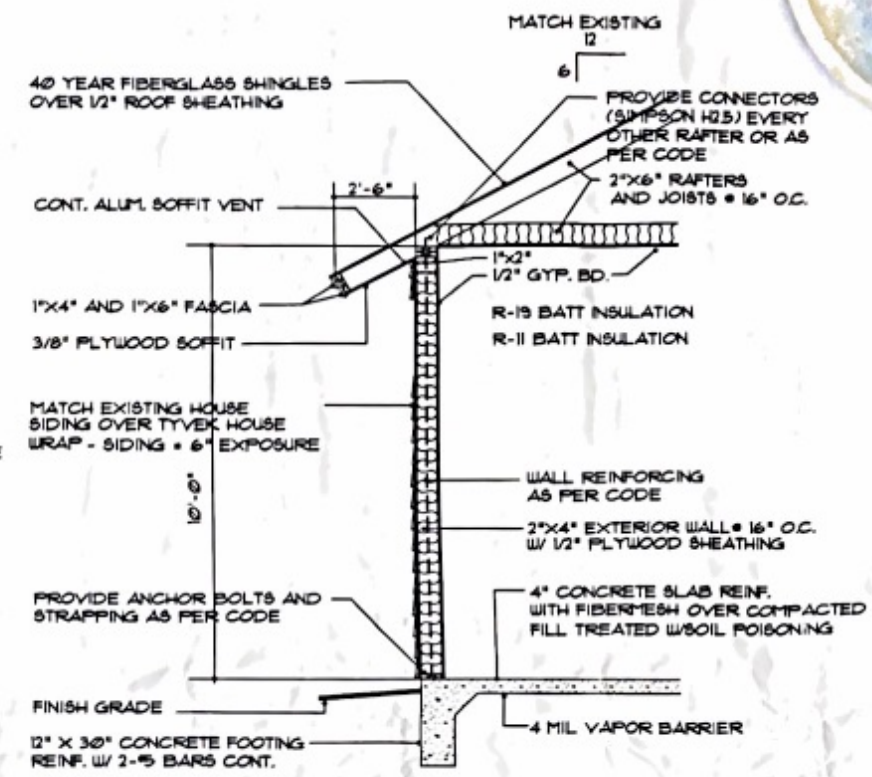 MATCH EXISTING
12
6
40 YEAR FIBERGLASS SHINGLES
OVER 1/2" ROOF SHEATHING
PROVIDE CONNECTORS
(SIMPSON H2.5) EVERY
OTHER RAFTER OR AS
PER CODE
2'-6"
2"X6" RAFTERS
AND JOISTS @ 16" O.C.
CONT. ALUM. SOFFIT VENT
1"X2"
1/2" GYP. BD.
1"X4" AND 1"X6" FASCIA
R-19 BATT INSULATION
3/8" PLYWOOD SOFFIT
R-11 BATT INSULATION
MATCH EXISTING HOUSE
SIDING OVER TYVEK HOUSE
WRAP - SIDING @ 6" EXPOSURE
10'-0"
WALL REINFORCING
AS PER CODE
2"X4" EXTERIOR WALL @ 16" O.C.
W/ 1/2" PLYWOOD SHEATHING
PROVIDE ANCHOR BOLTS AND
STRAPPING AS PER CODE
4" CONCRETE SLAB REINF.
WITH FIBERMESH OVER COMPACTED
FILL TREATED W/SOIL POISONING
FINISH GRADE
4 MIL VAPOR BARRIER
12" X 30" CONCRETE FOOTING
REINF. W/ 2-#5 BARS CONT.